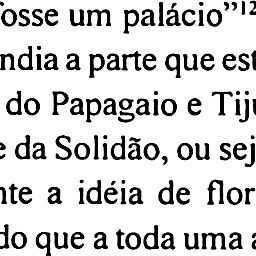 fosse um palácio”12
ndia a parte que est
do Papagaio e Tiju
e da Solidão, ou sej
nte a idéia de flor
do que a toda uma a